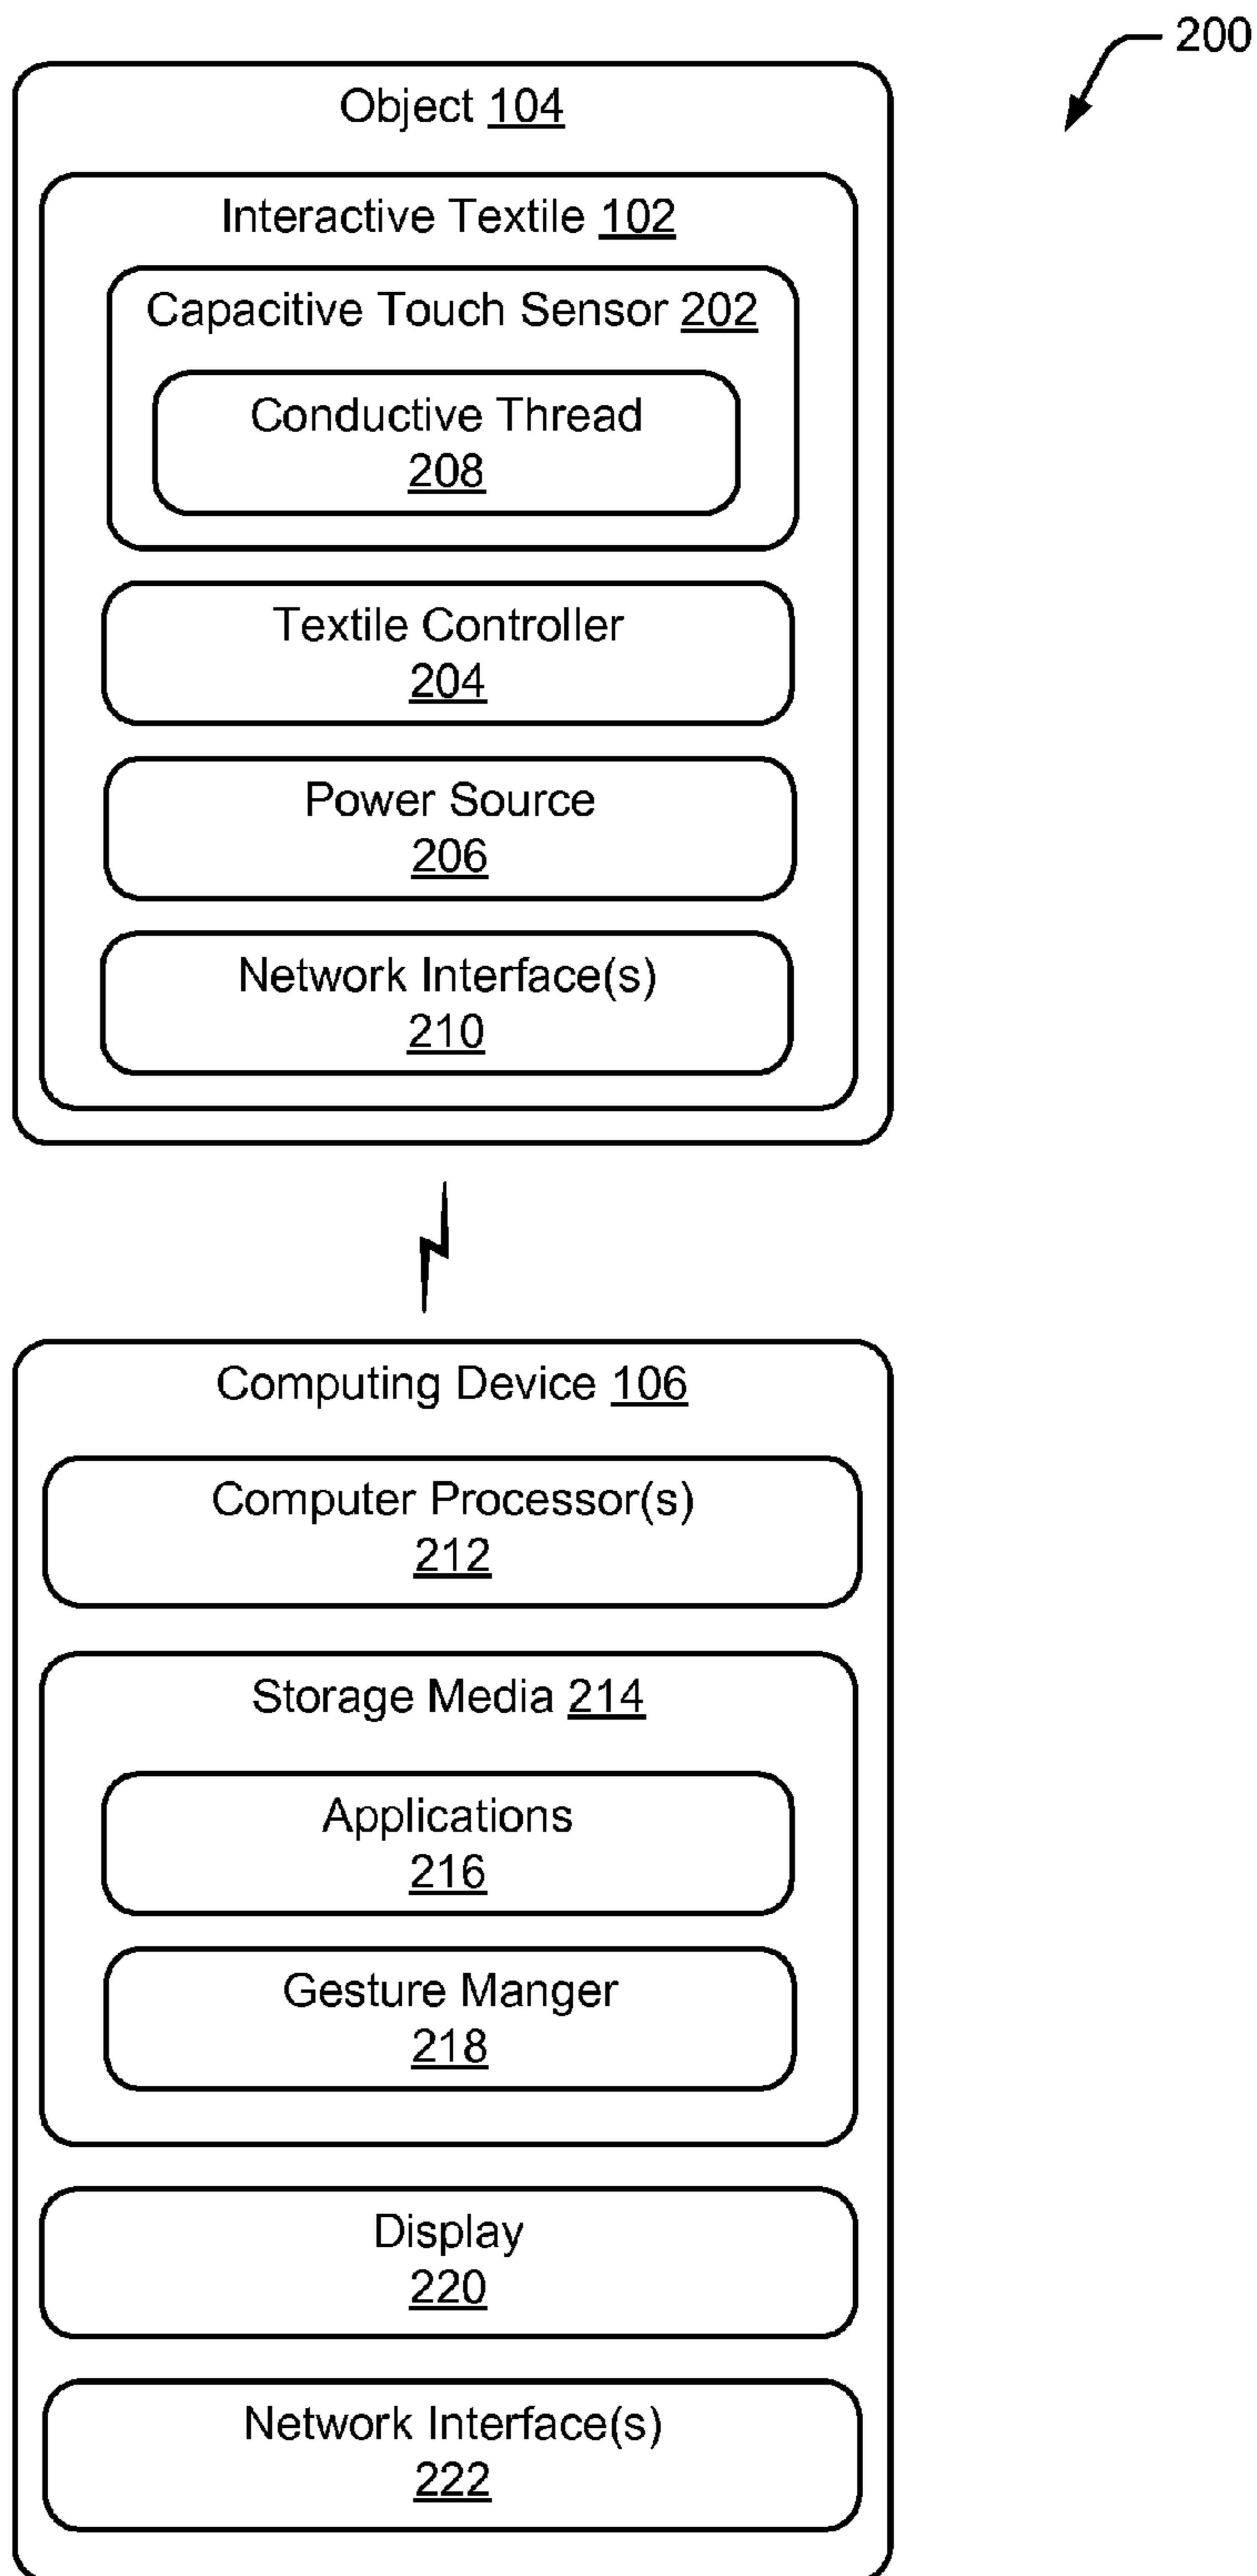 200
Object 104
Interactive Textile 102
Capacitive Touch Sensor 202
Conductive Thread
208
Textile Controller
204
Power Source
206
Network Interface(s)
210
Computing Device 106
Computer Processor(s)
212
Storage Media 214
Applications
216
Gesture Manger
218
Display
220
Network Interface(s)
222